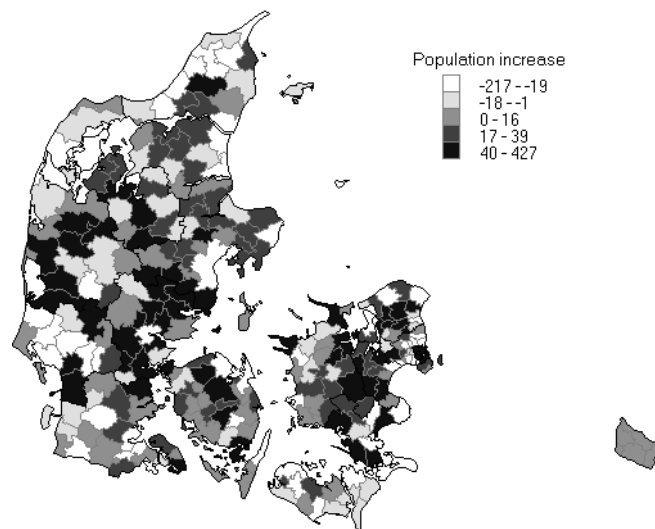 Population increase
-217 - -19
-18 - -1
0 - 16
17 - 39
40 - 427